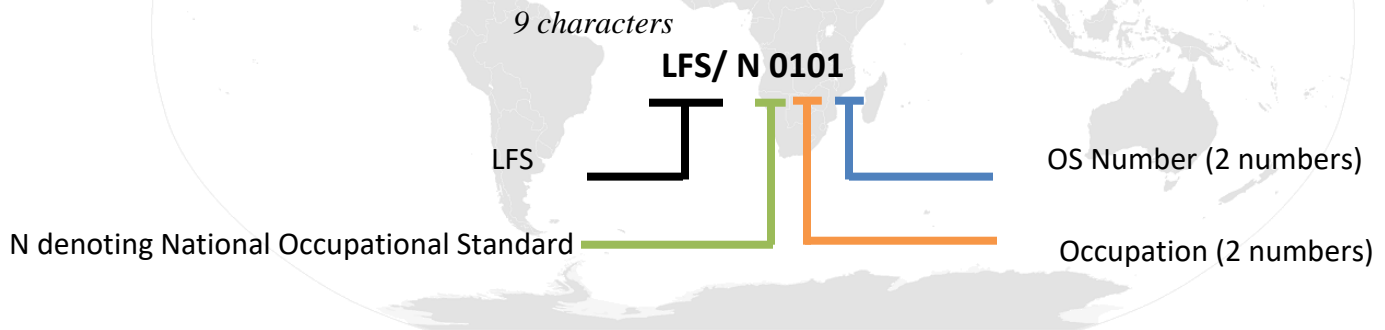 9 characters
LFS/ N 0101
LFS
OS Number (2 numbers)
N denoting National Occupational Standard
Occupation (2 numbers)